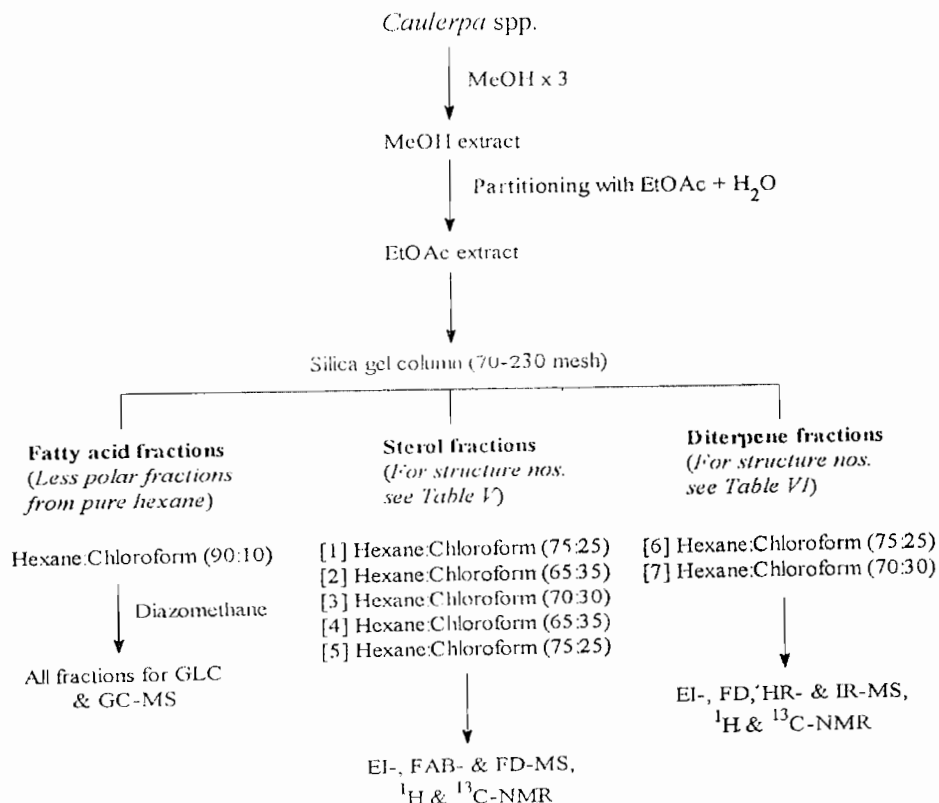 Caulerpa spp.
MeOH x 3
MeOH extract
Partitioning with EtOAc + H₂O
EtOAc extract
Silica gel column (70-230 mesh)
Fatty acid fractions
(Less polar fractions
from pure hexane)
Hexane:Chloroform (90:10)
Diazomethane
All fractions for GLC
& GC-MS
Sterol fractions
(For structure nos.
see Table V)
[1] Hexane:Chloroform (75:25)
[2] Hexane:Chloroform (65:35)
[3] Hexane:Chloroform (70:30)
[4] Hexane:Chloroform (65:35)
[5] Hexane:Chloroform (75:25)
EI-, FAB- & FD-MS,
¹H & ¹³C-NMR
Diterpene fractions
(For structure nos.
see Table VI)
[6] Hexane:Chloroform (75:25)
[7] Hexane:Chloroform (70:30)
EI-, FD, HR- & IR-MS,
¹H & ¹³C-NMR